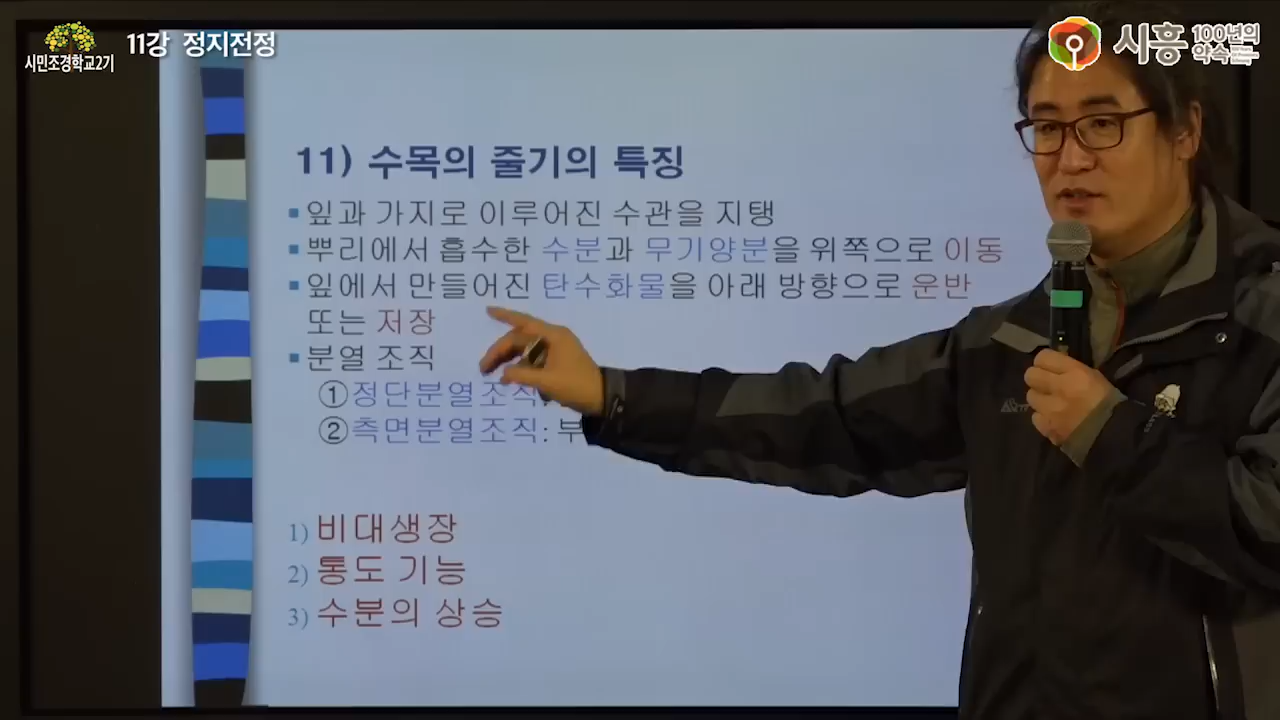 시민조경학교2기
11강 정지전정
시흥 100년의 약속
11) 수목의 줄기의 특징
잎과 가지로 이루어진 수관을 지탱
뿌리에서 흡수한 수분과 무기양분을 위쪽으로 이동
잎에서 만들어진 탄수화물을 아래 방향으로 운반
또는 저장
분열 조직
①정단분열조직:
②측면분열조직: 부
1) 비대생장
2) 통도 기능
3) 수분의 상승